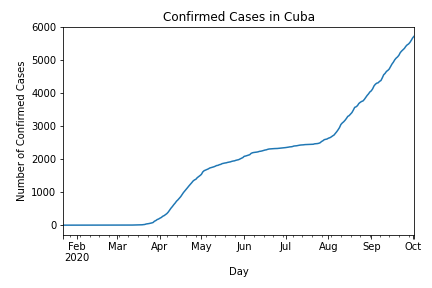 Confirmed Cases in Cuba
6000
5000
4000
3000
2000
1000
0
Number of Confirmed Cases
Feb Mar Apr May Jun Jul Aug Sep Oct
2020
Day